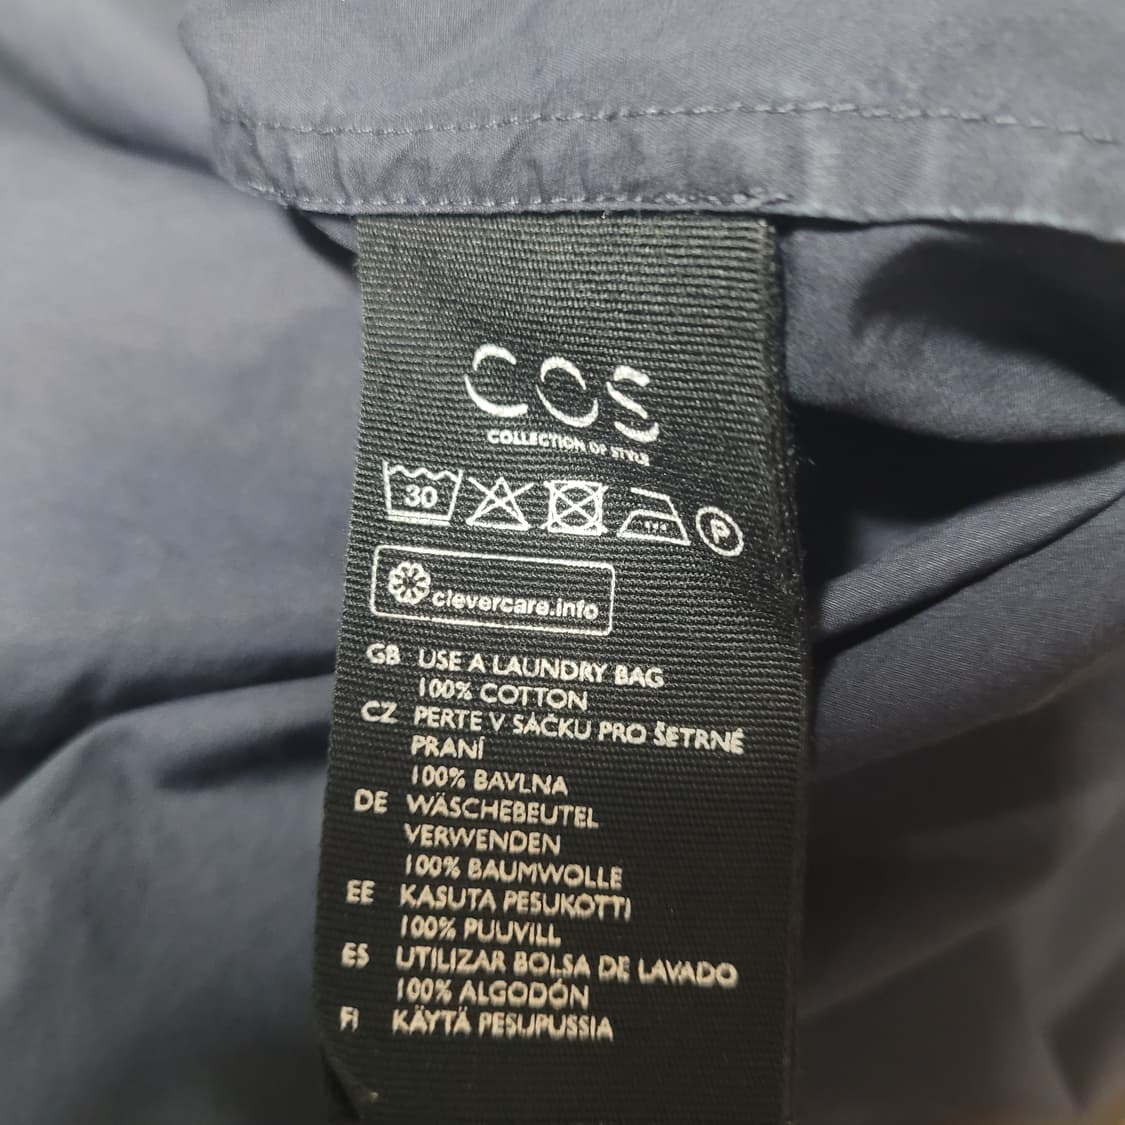 COS
COLLECTION OF STYLE
30 P
clevercare.info
GB USE A LAUNDRY BAG
100% COTTON
CZ PERTE V SÁČKU PRO ŠETRNÉ
PRANÍ
100% BAVLNA
DE WÄSCHEBEUTEL
VERWENDEN
100% BAUMWOLLE
EE KASUTA PESUKOTTI
100% PUUVILL
ES UTILIZAR BOLSA DE LAVADO
100% ALGODÓN
FI KÄYTÄ PESUPUSSIA